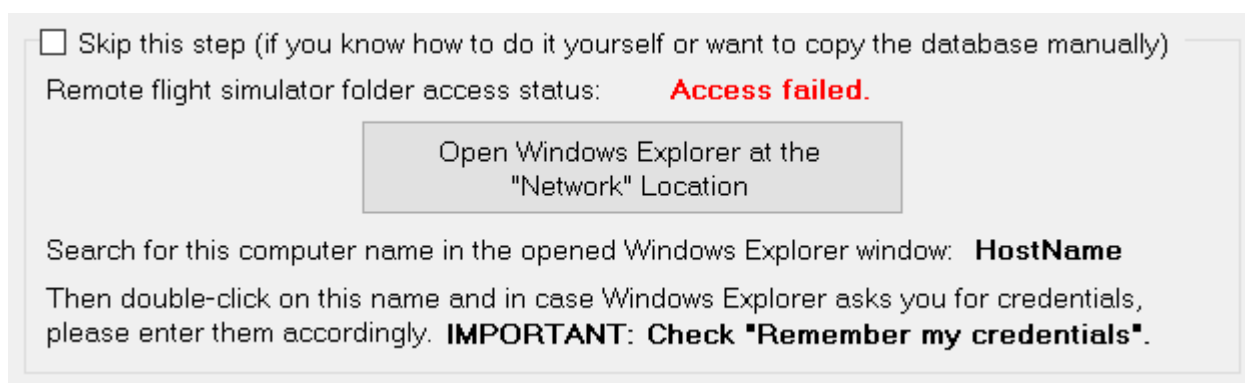 Skip this step (if you know how to do it yourself or want to copy the database manually)
Remote flight simulator folder access status: Access failed.
Open Windows Explorer at the
"Network" Location
Search for this computer name in the opened Windows Explorer window: HostName
Then double-click on this name and in case Windows Explorer asks you for credentials,
please enter them accordingly. IMPORTANT: Check "Remember my credentials".